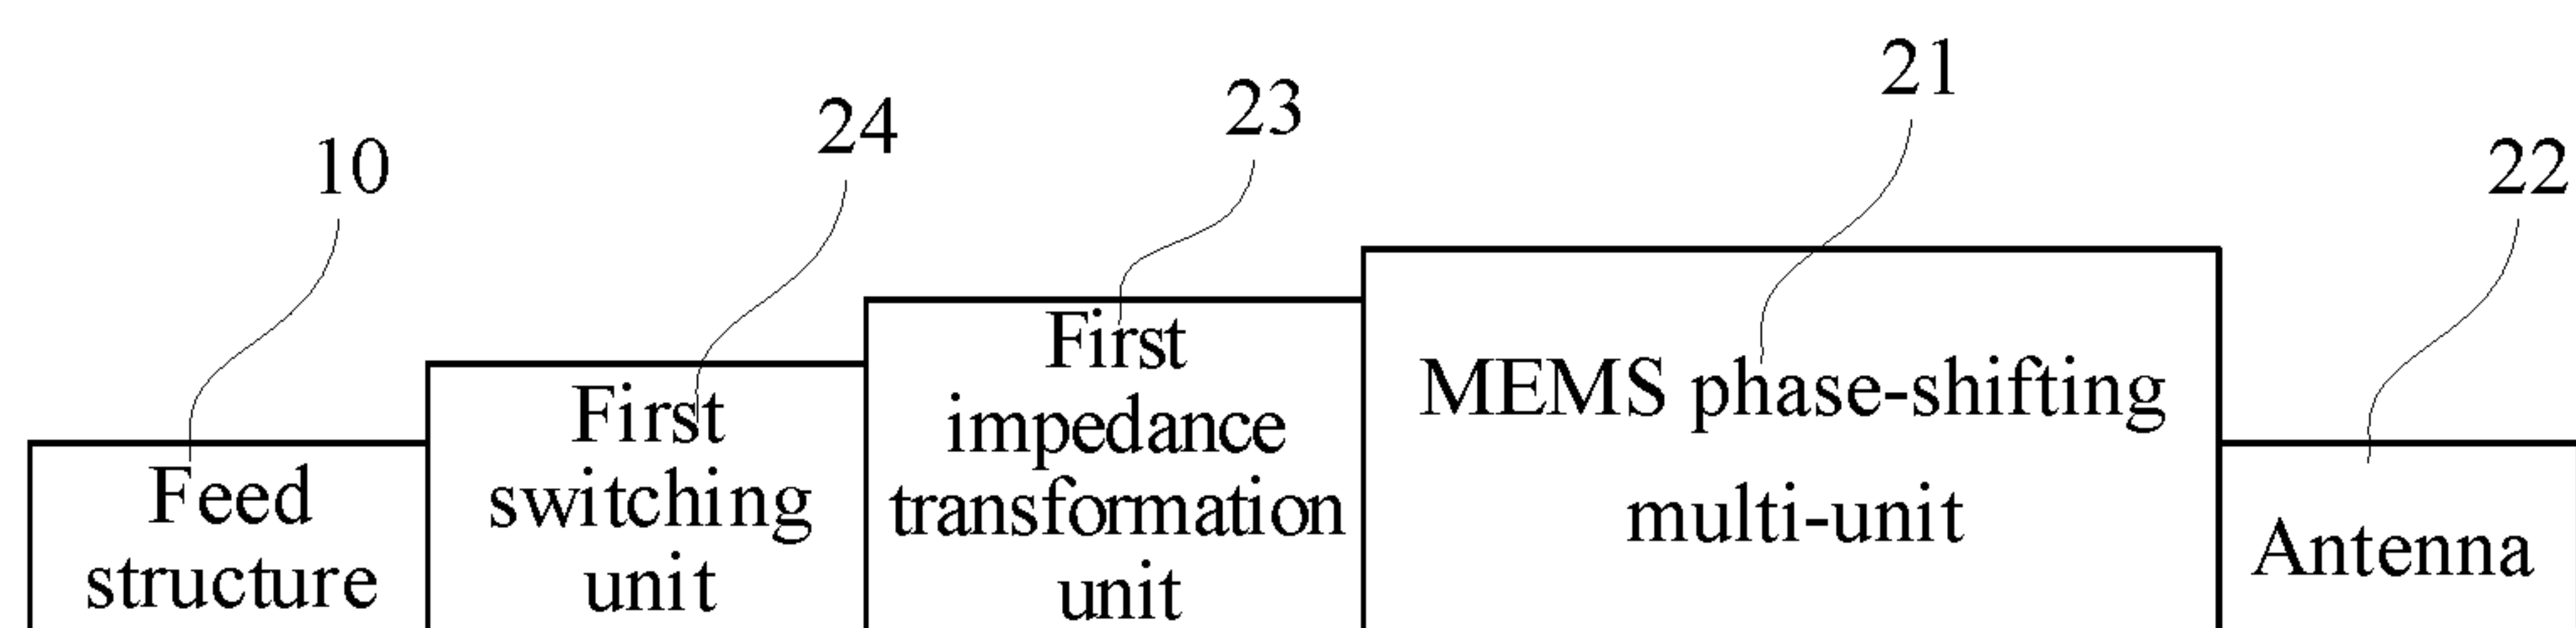 10
24
23
21
22
Feed
structure
First
switching
unit
First
impedance
transformation
unit
MEMS phase-shifting
multi-unit
Antenna